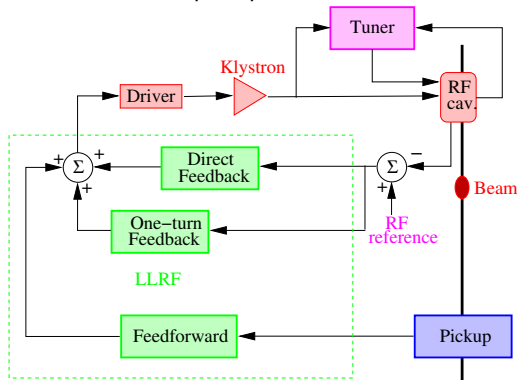 Tuner
Klystron
RF
cav.
Driver
+
Σ
+
+
Direct
Feedback
−
Σ
+
Beam
One−turn
Feedback
RF
reference
LLRF
Feedforward
Pickup